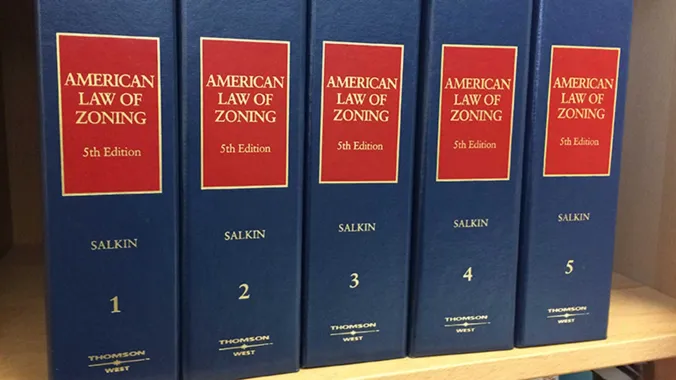 AMERICAN
LAW OF
ZONING
5th Edition
SALKIN
1
THOMSON
WEST
AMERICAN
LAW OF
ZONING
5th Edition
SALKIN
2
THOMSON
WEST
AMERICAN
LAW OF
ZONING
5th Edition
SALKIN
3
THOMSON
WEST
AMERICAN
LAW OF
ZONING
5th Edition
SALKIN
4
THOMSON
WEST
AMERICAN
LAW OF
ZONING
5th Edition
SALKIN
5
THOMSON
WEST